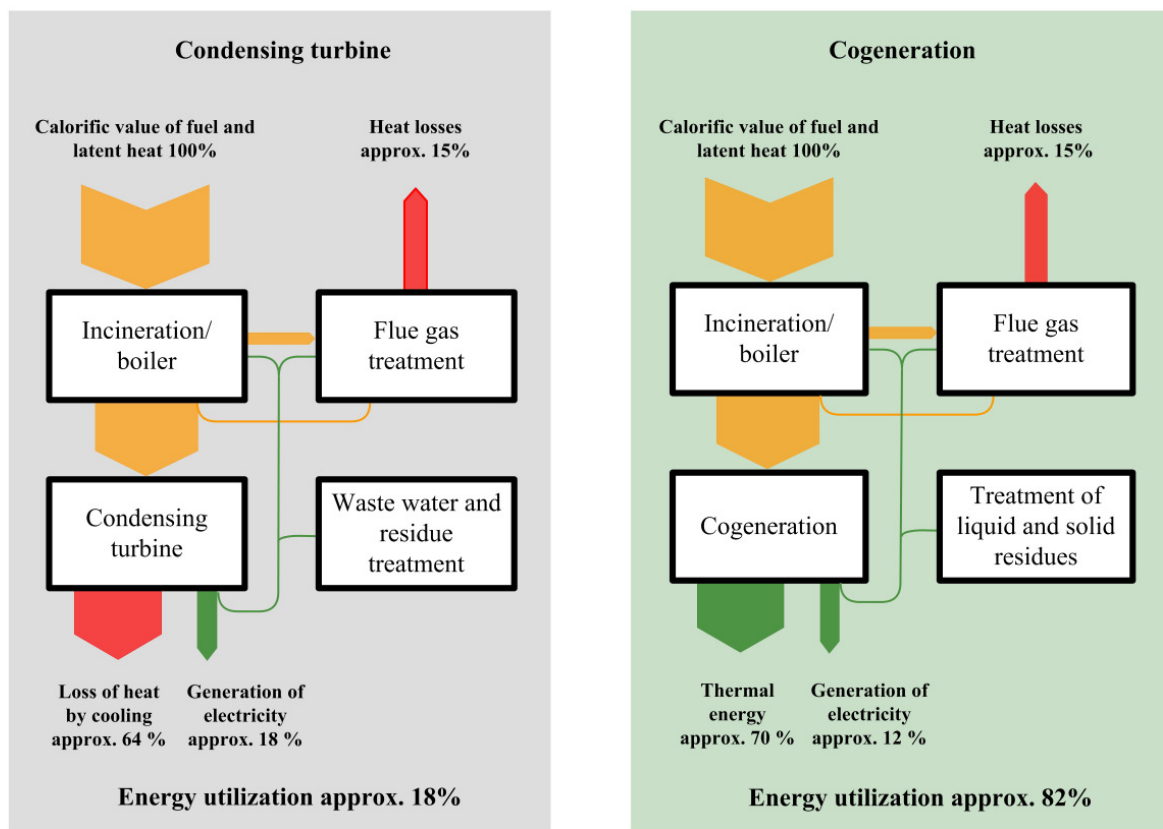 Condensing turbine
Calorific value of fuel and
latent heat 100%
Heat losses
approx. 15%
Incineration/
boiler
Flue gas
treatment
Condensing
turbine
Waste water and
residue
treatment
Loss of heat
by cooling
approx. 64 %
Generation of
electricity
approx. 18 %
Energy utilization approx. 18%
Cogeneration
Calorific value of fuel and
latent heat 100%
Heat losses
approx. 15%
Incineration/
boiler
Flue gas
treatment
Cogeneration
Treatment of
liquid and solid
residues
Thermal
energy
approx. 70 %
Generation of
electricity
approx. 12 %
Energy utilization approx. 82%